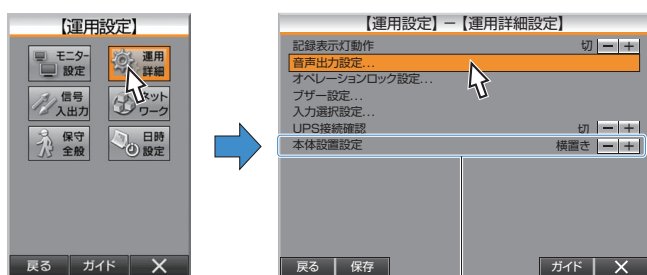 【運用設定】
モニター
設定
運用
詳細
信号
入出力
ネット
ワーク
保守
全般
日時
設定
戻る ガイド ×
【運用設定】－【運用詳細設定】
記録表示灯動作 切 － ＋
音声出力設定…
オペレーションロック設定…
ブザー設定…
入力選択設定…
UPS接続確認 切 － ＋
本体設置設定 横置き － ＋
戻る 保存 ガイド ×